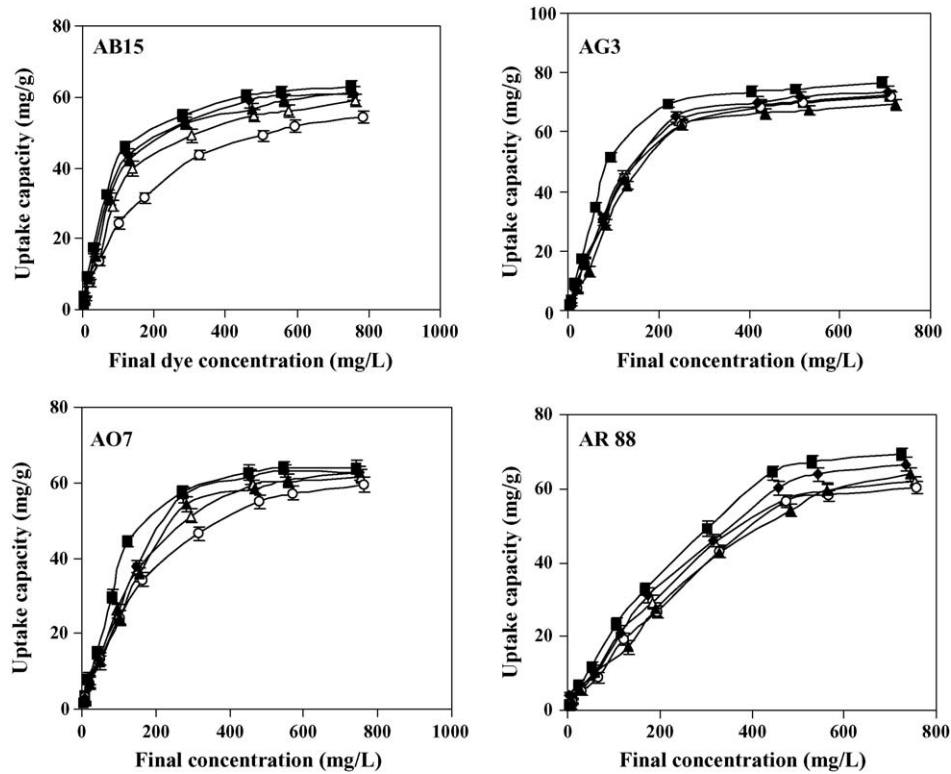 AB15
Uptake capacity (mg/g)
80
60
40
20
0
0 200 400 600 800 1000
Final dye concentration (mg/L)
AG3
Uptake capacity (mg/g)
100
80
60
40
20
0
0 200 400 600 800
Final concentration (mg/L)
AO7
Uptake capacity (mg/g)
80
60
40
20
0
0 200 400 600 800 1000
Final concentration (mg/L)
AR 88
Uptake capacity (mg/g)
80
60
40
20
0
0 200 400 600 800
Final concentration (mg/L)